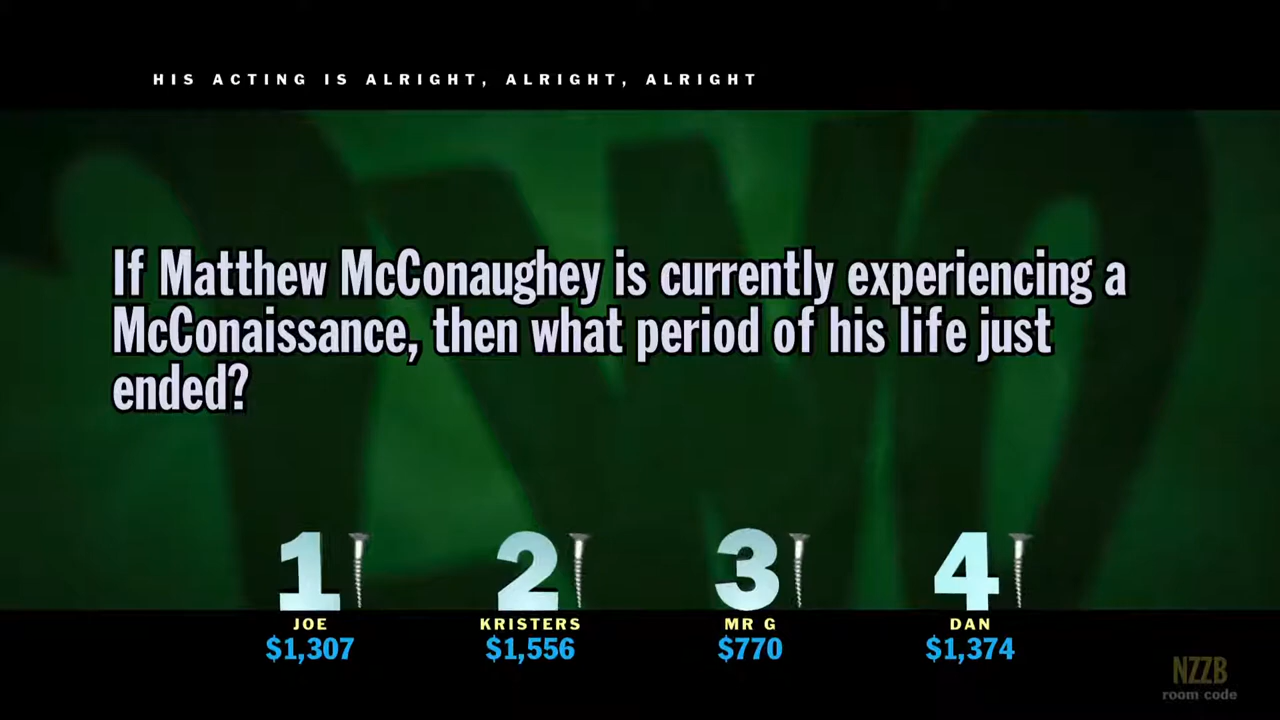 HIS ACTING IS ALRIGHT, ALRIGHT, ALRIGHT
If Matthew McConaughey is currently experiencing a
McConaissance, then what period of his life just
ended?
1 2 3 4
JOE KRISTERS MR G DAN
$1,307 $1,556 $770 $1,374
NZZB
room code